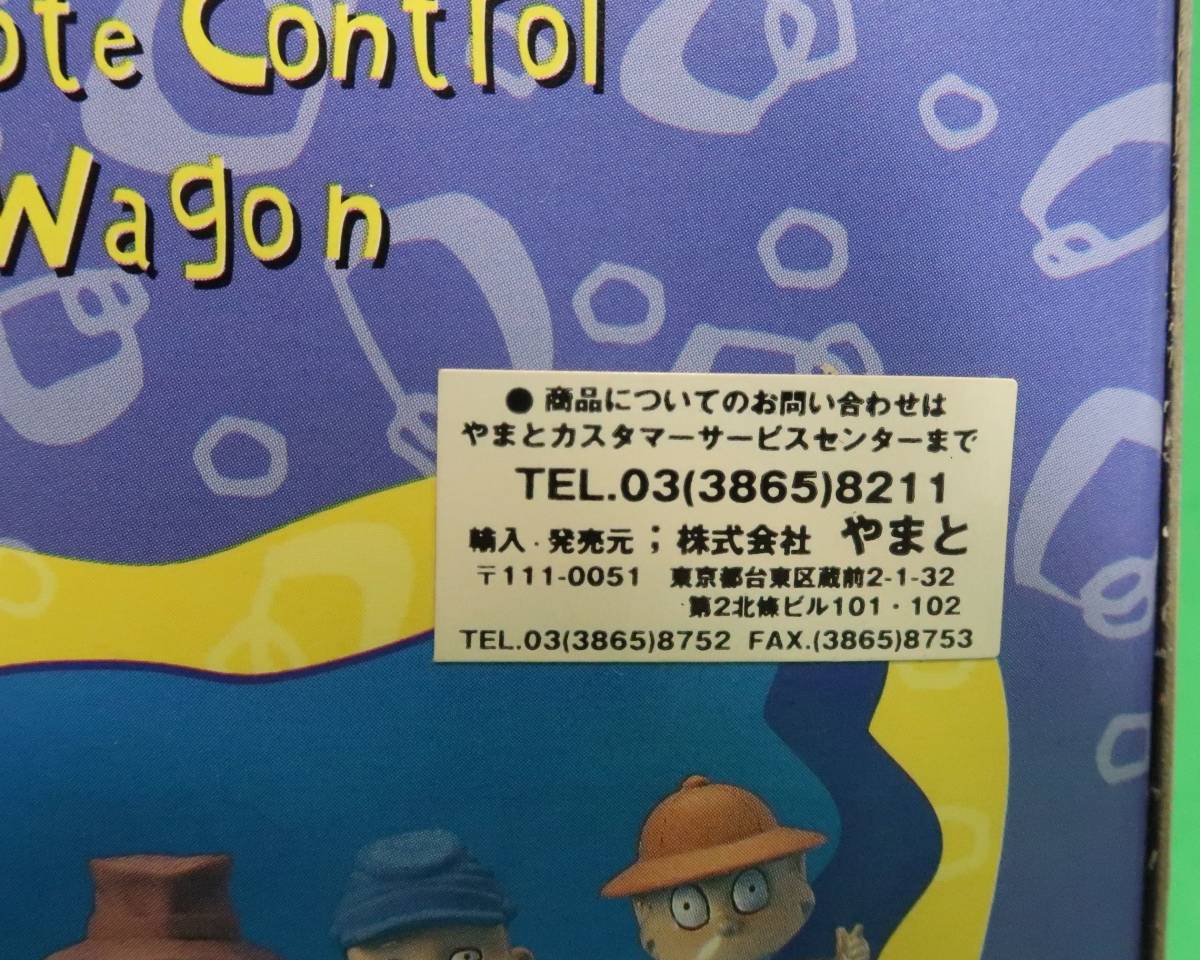 Control
Wagon
● 商品についてのお問い合わせは
やまとカスタマーサービスセンターまで
TEL.03(3865)8211
輸入・発売元；株式会社 やまと
〒111-0051 東京都台東区蔵前2-1-32
第2北條ビル101・102
TEL.03(3865)8752 FAX.(3865)8753